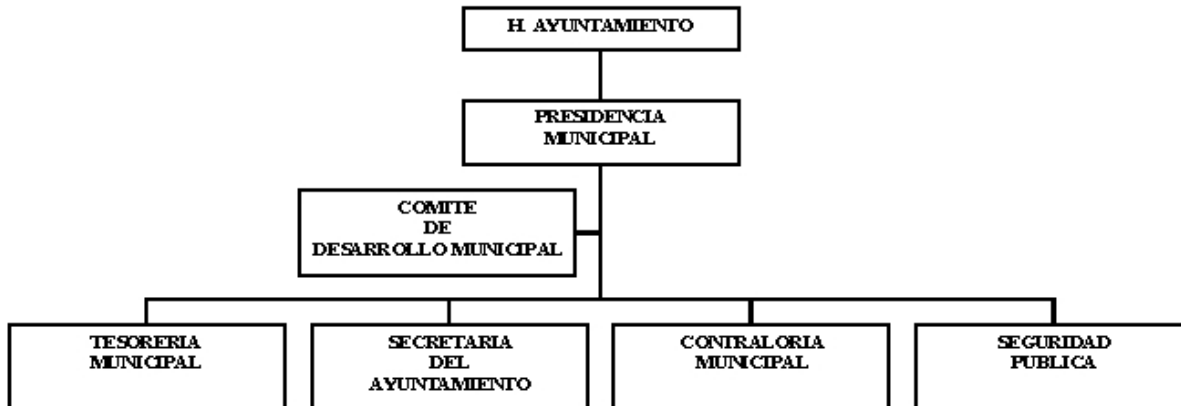 H. AYUNTAMIENTO
PRESIDENCIA
MUNICIPAL
COMITE
DE
DESARROLLO MUNICIPAL
TESORERIA
MUNICIPAL
SECRETARIA
DEL
AYUNTAMIENTO
CONTRALORIA
MUNICIPAL
SEGURIDAD
PUBLICA